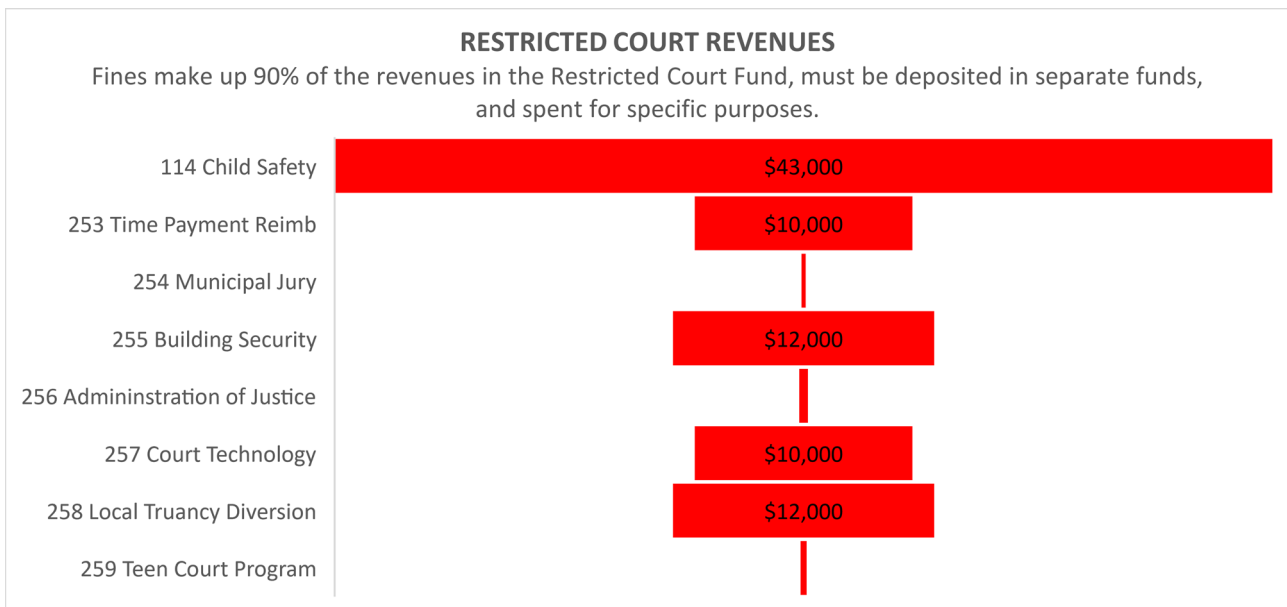 RESTRICTED COURT REVENUES
Fines make up 90% of the revenues in the Restricted Court Fund, must be deposited in separate funds,
and spent for specific purposes.
114 Child Safety $43,000
253 Time Payment Reimb $10,000
254 Municipal Jury
255 Building Security $12,000
256 Admininstration of Justice
257 Court Technology $10,000
258 Local Truancy Diversion $12,000
259 Teen Court Program